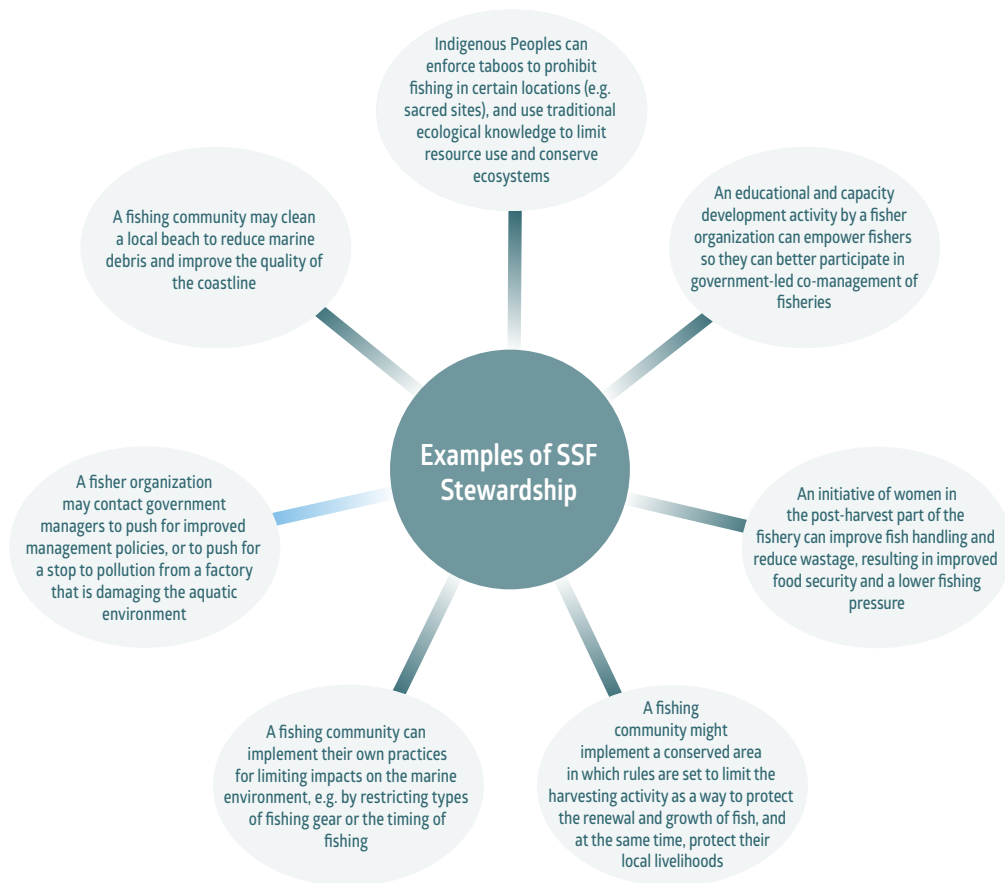 Indigenous Peoples can
enforce taboos to prohibit
fishing in certain locations (e.g.
sacred sites), and use traditional
ecological knowledge to limit
resource use and conserve
ecosystems
An educational and capacity
development activity by a fisher
organization can empower fishers
so they can better participate in
government-led co-management of
fisheries
An initiative of women in
the post-harvest part of the
fishery can improve fish handling and
reduce wastage, resulting in improved
food security and a lower fishing
pressure
A fishing
community might
implement a conserved area
in which rules are set to limit the
harvesting activity as a way to protect
the renewal and growth of fish, and
at the same time, protect their
local livelihoods
A fishing community can
implement their own practices
for limiting impacts on the marine
environment, e.g. by restricting types
of fishing gear or the timing of
fishing
A fisher organization
may contact government
managers to push for improved
management policies, or to push for
a stop to pollution from a factory
that is damaging the aquatic
environment
A fishing community may clean
a local beach to reduce marine
debris and improve the quality of
the coastline
Examples of SSF
Stewardship